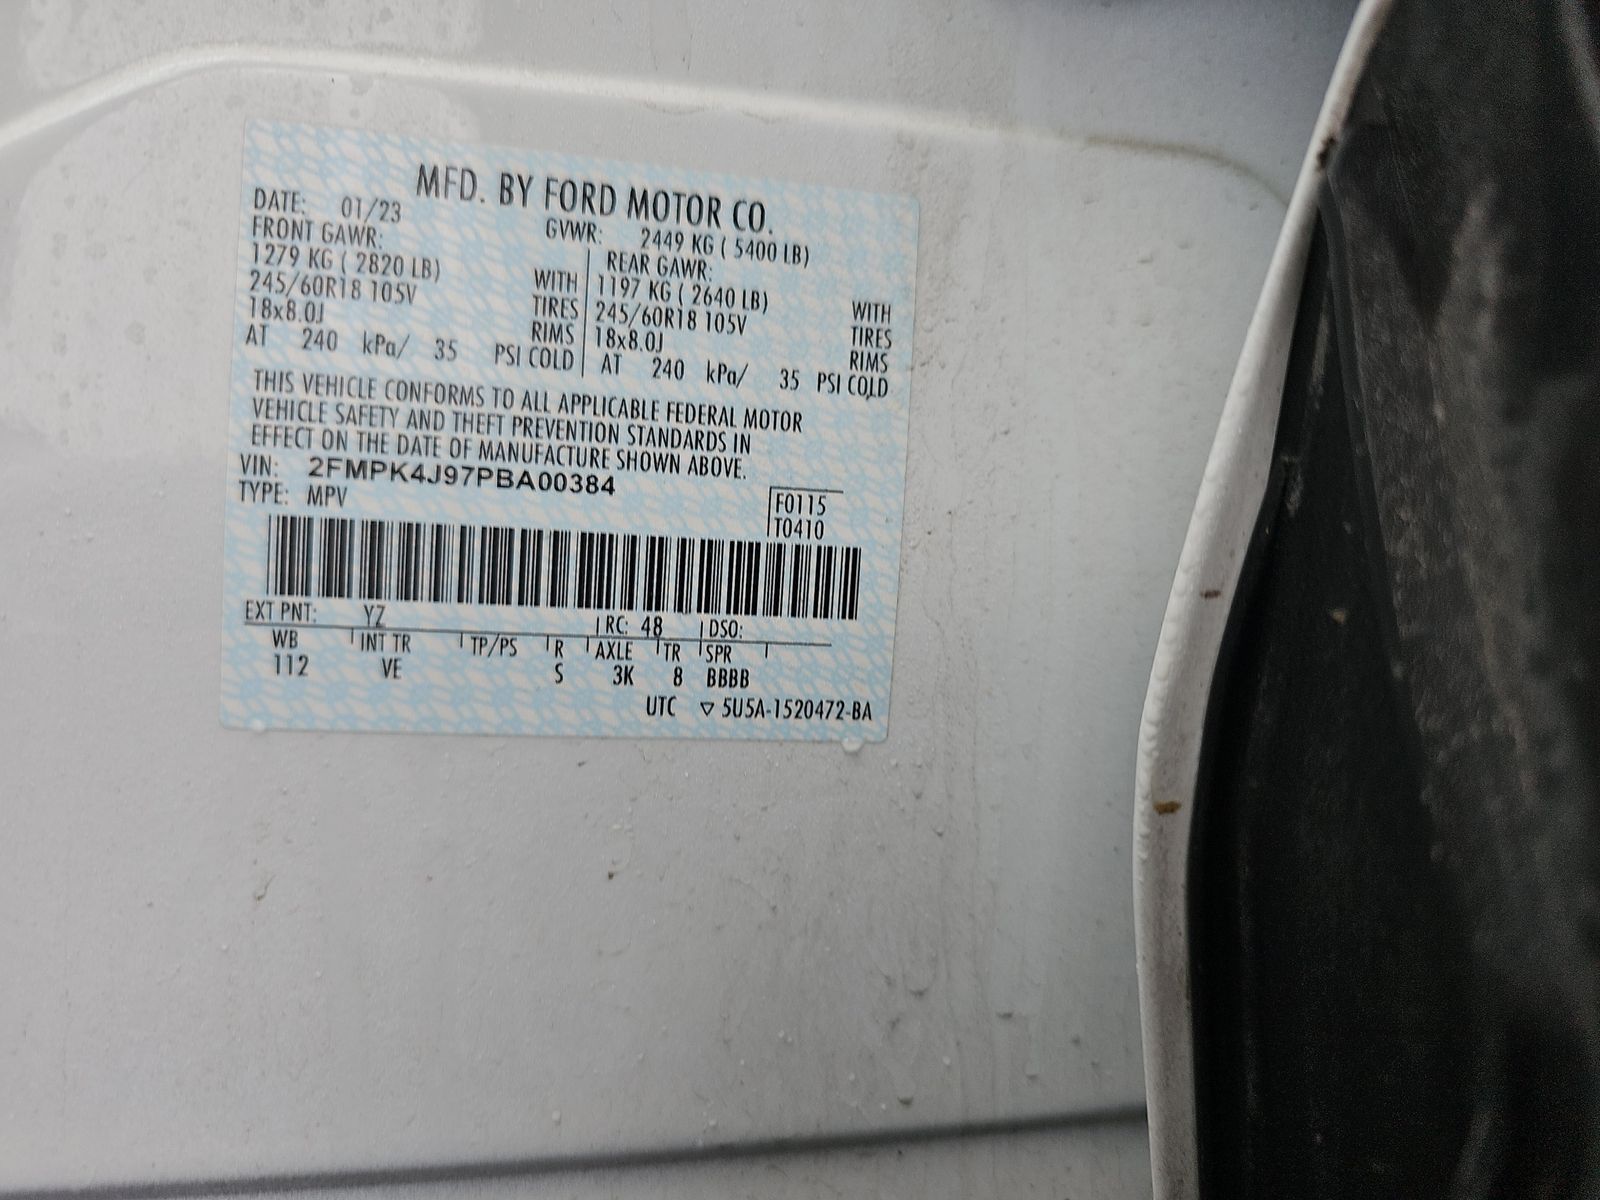 MFD. BY FORD MOTOR CO.
DATE: 01/23 GVWR: 2449 KG ( 5400 LB)
FRONT GAWR: REAR GAWR:
1279 KG ( 2820 LB) WITH 1197 KG ( 2640 LB) WITH
245/60R18 105V TIRES 245/60R18 105V TIRES
18x8.0J RIMS 18x8.0J RIMS
AT 240 kPa/ 35 PSI COLD AT 240 kPa/ 35 PSI COLD
THIS VEHICLE CONFORMS TO ALL APPLICABLE FEDERAL MOTOR
VEHICLE SAFETY AND THEFT PREVENTION STANDARDS IN
EFFECT ON THE DATE OF MANUFACTURE SHOWN ABOVE.
VIN: 2FMPK4J97PBA00384
TYPE: MPV F0115
T0410
EXT PNT: YZ RC: 48 DSO:
WB INT TR TP/PS R AXLE TR SPR
112 VE S 3K 8 BBBB
UTC ▽ 5U5A-1520472-BA